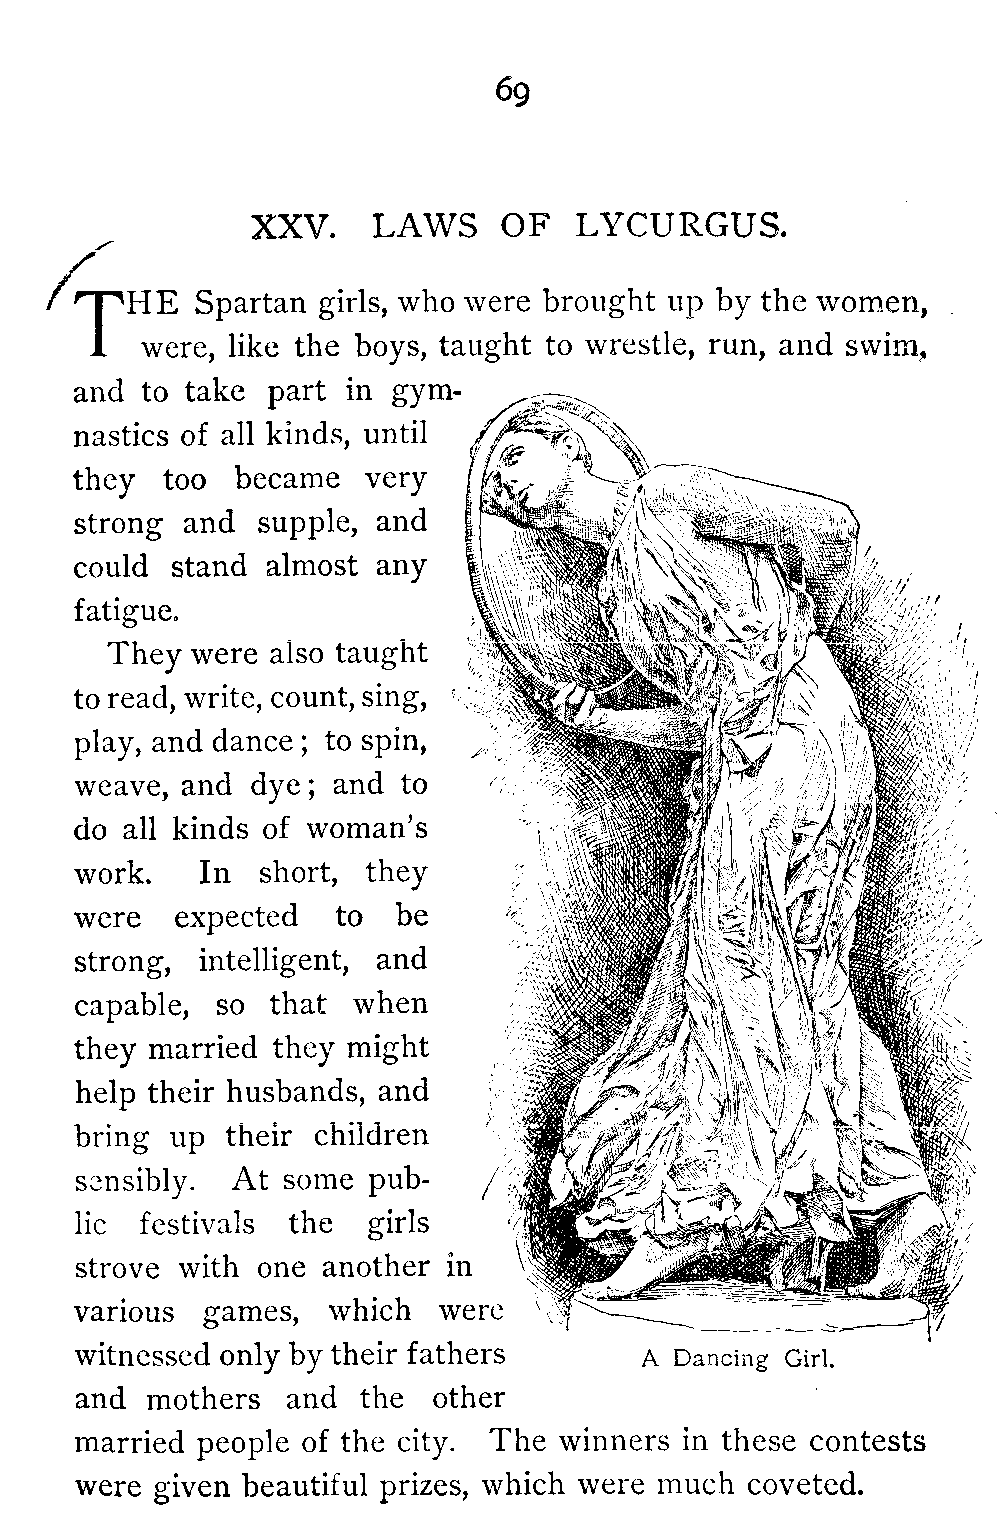 69
XXV. LAWS OF LYCURGUS.
THE Spartan girls, who were brought up by the women,
were, like the boys, taught to wrestle, run, and swim,
and to take part in gym-
nastics of all kinds, until
they too became very
strong and supple, and
could stand almost any
fatigue.
They were also taught
to read, write, count, sing,
play, and dance; to spin,
weave, and dye; and to
do all kinds of woman's
work. In short, they
were expected to be
strong, intelligent, and
capable, so that when
they married they might
help their husbands, and
bring up their children
sensibly. At some pub-
lic festivals the girls
strove with one another in
various games, which were
witnessed only by their fathers
and mothers and the other
married people of the city. The winners in these contests
were given beautiful prizes, which were much coveted.
A Dancing Girl.